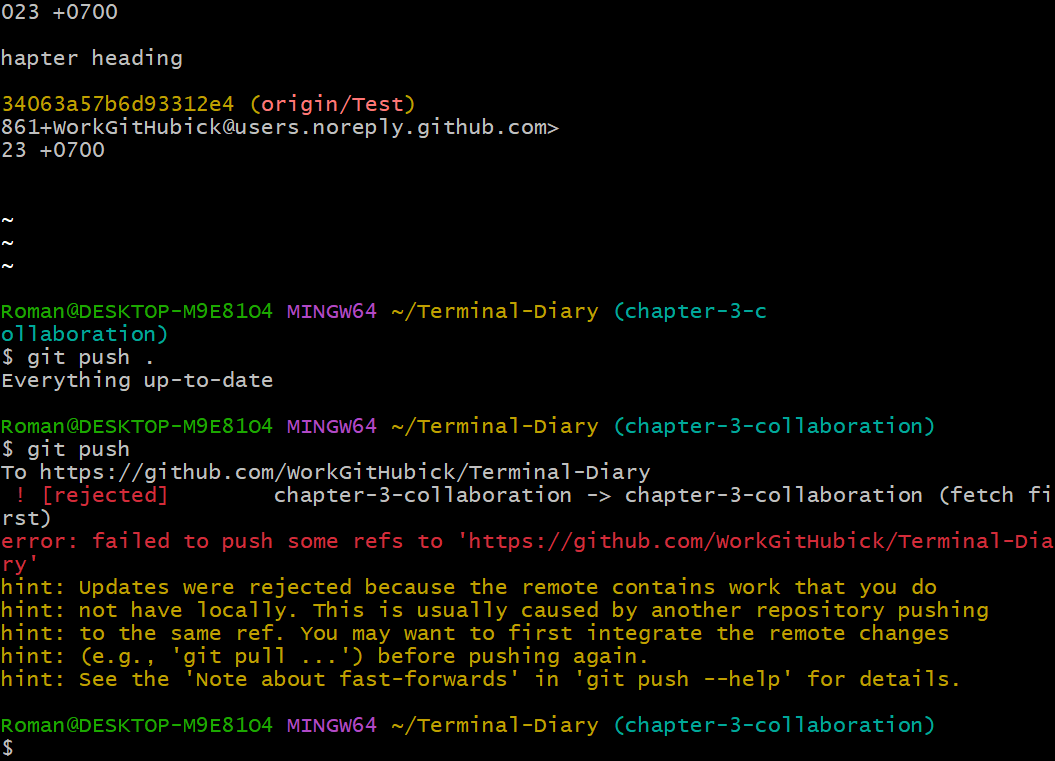 023 +0700
hapter heading
34063a57b6d93312e4 (origin/Test)
861+WorkGitHubick@users.noreply.github.com>
23 +0700
~
~
~
Roman@DESKTOP-M9E81O4 MINGW64 ~/Terminal-Diary (chapter-3-c
ollaboration)
$ git push .
Everything up-to-date
Roman@DESKTOP-M9E81O4 MINGW64 ~/Terminal-Diary (chapter-3-collaboration)
$ git push
To https://github.com/WorkGitHubick/Terminal-Diary
 ! [rejected]        chapter-3-collaboration -> chapter-3-collaboration (fetch fi
rst)
error: failed to push some refs to 'https://github.com/WorkGitHubick/Terminal-Dia
ry'
hint: Updates were rejected because the remote contains work that you do
hint: not have locally. This is usually caused by another repository pushing
hint: to the same ref. You may want to first integrate the remote changes
hint: (e.g., 'git pull ...') before pushing again.
hint: See the 'Note about fast-forwards' in 'git push --help' for details.
Roman@DESKTOP-M9E81O4 MINGW64 ~/Terminal-Diary (chapter-3-collaboration)
$